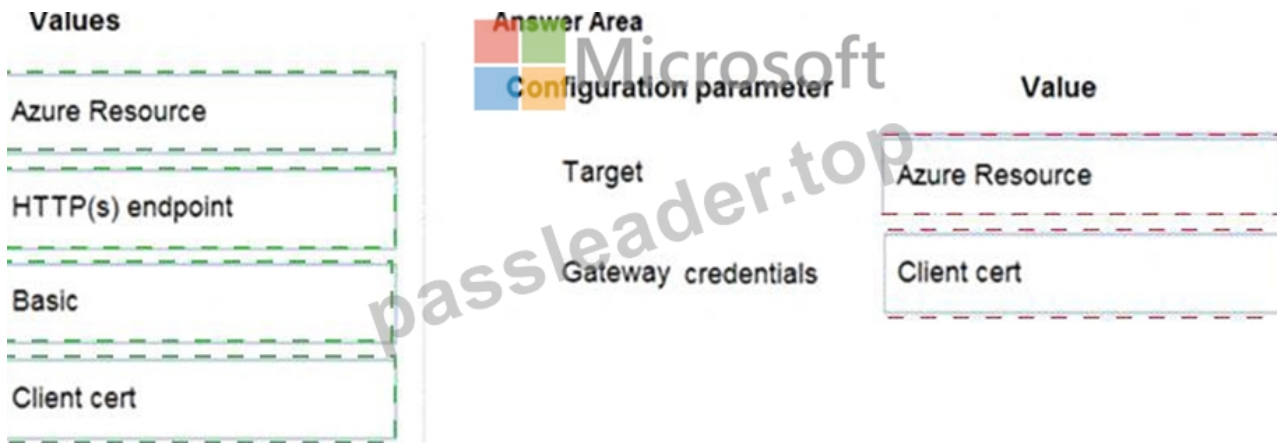 Values
Azure Resource
HTTP(s) endpoint
Basic
Client cert
Answer Area
Microsoft
Configuration parameter Value
Target Azure Resource
Gateway credentials Client cert
passleader.top